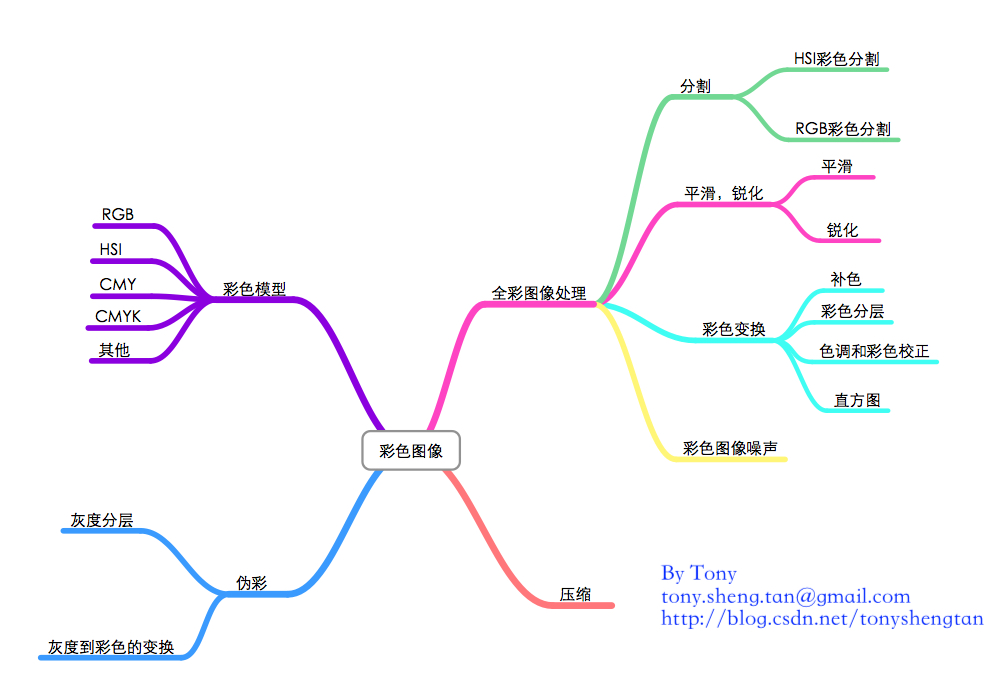 HSI彩色分割
分割
RGB彩色分割
平滑
平滑，锐化
锐化
RGB
HSI
CMY
CMYK
其他
彩色模型
全彩图像处理
补色
彩色分层
彩色变换
色调和彩色校正
直方图
彩色图像
彩色图像噪声
灰度分层
伪彩
灰度到彩色的变换
压缩
By Tony
tony.sheng.tan@gmail.com
http://blog.csdn.net/tonyshengtan